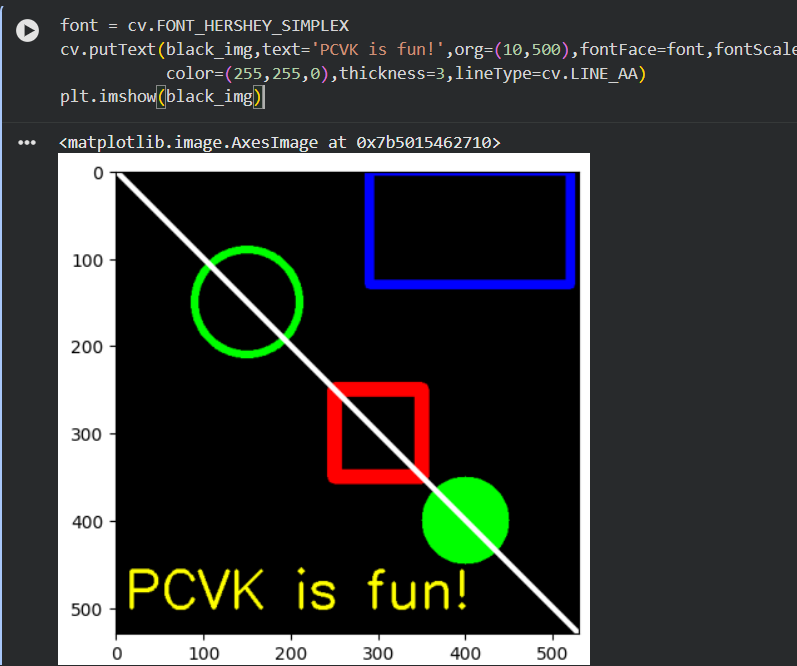 font = cv.FONT_HERSHEY_SIMPLEX
cv.putText(black_img,text='PCVK is fun!',org=(10,500),fontFace=font,fontScale
color=(255,255,0),thickness=3,lineType=cv.LINE_AA)
plt.imshow(black_img)
<matplotlib.image.AxesImage at 0x7b5015462710>
0
100
200
300
400
500
PCVK is fun!
0 100 200 300 400 500